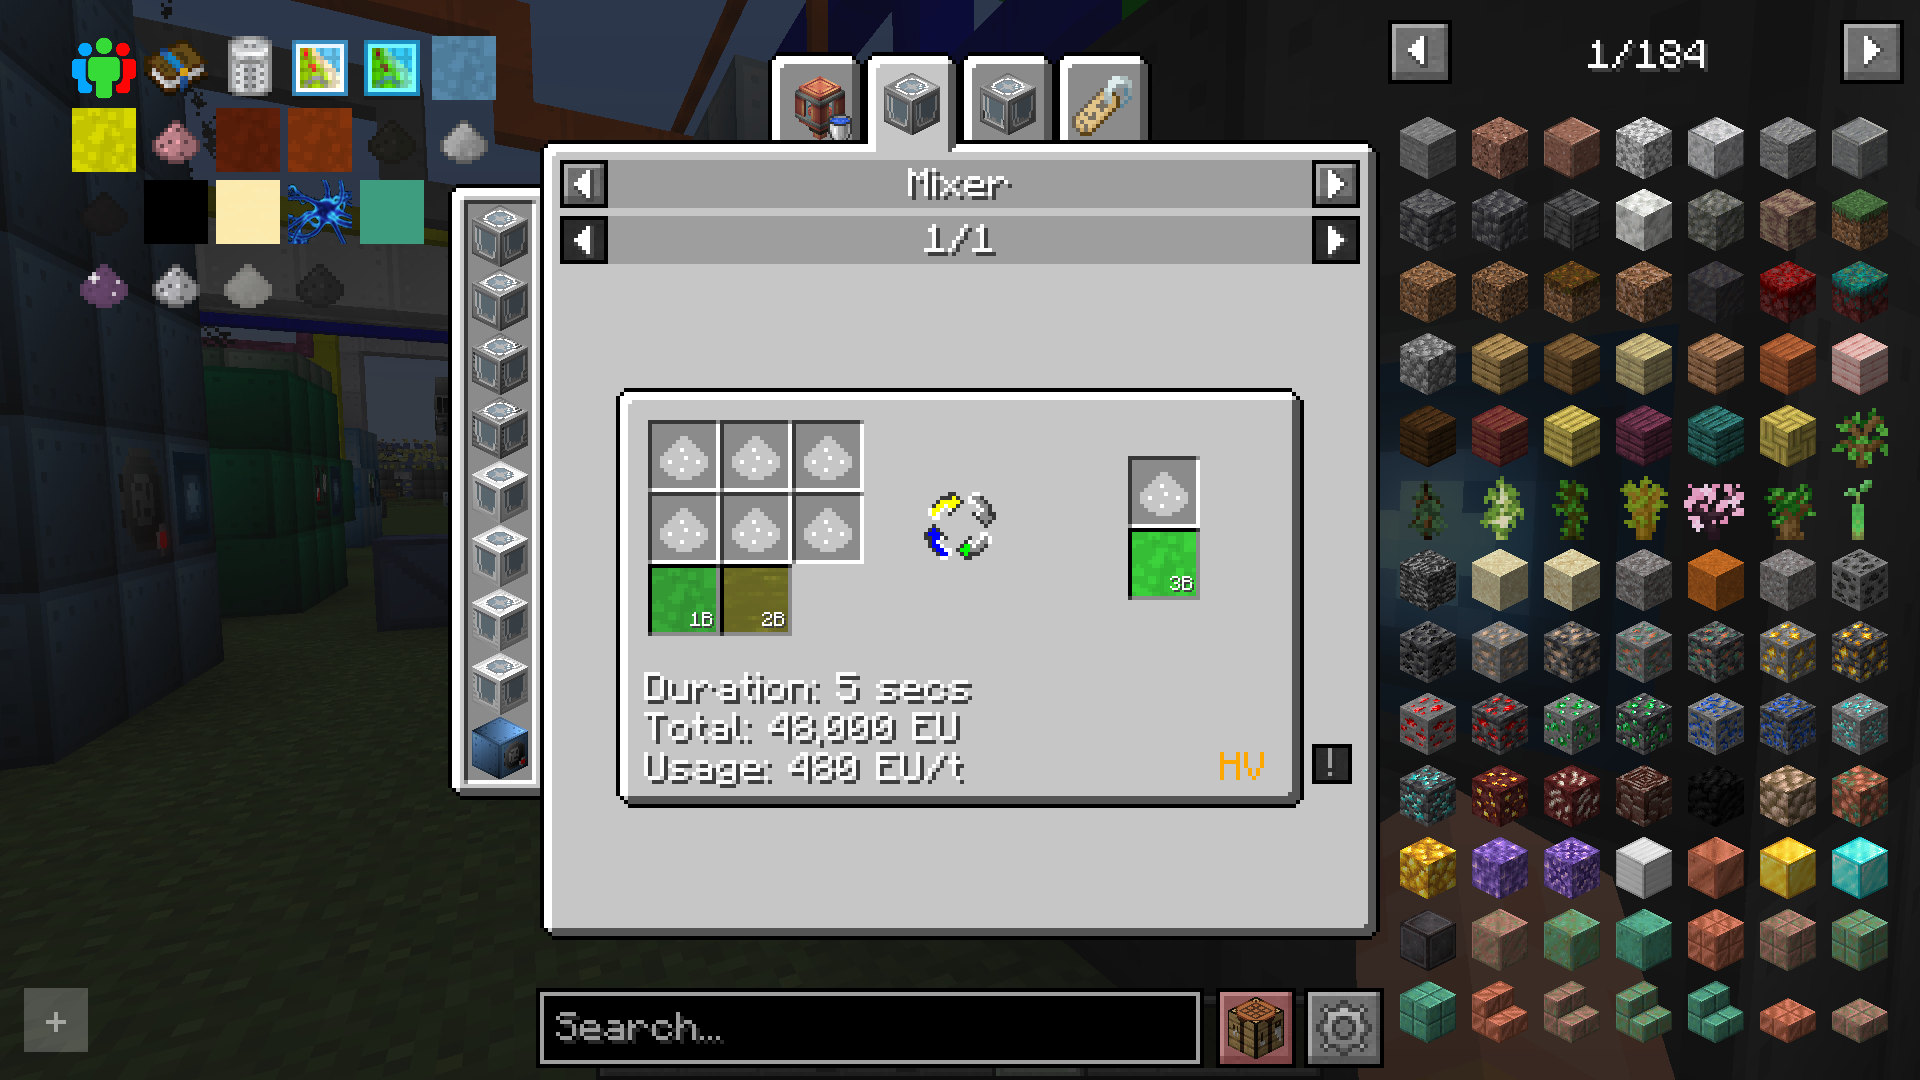 1/184
Mixer
1/1
1B
2B
3B
Duration: 5 secs
Total: 48,000 EU
Usage: 480 EU/t
HV
!
+
Search...